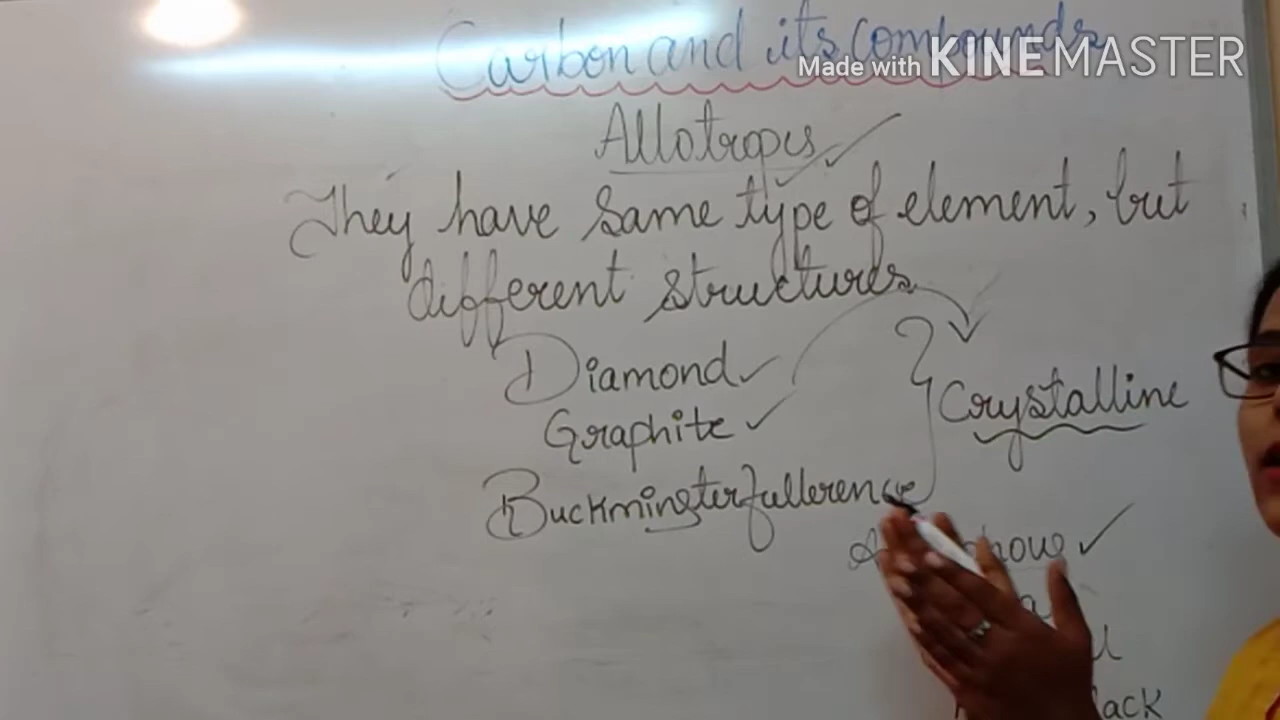 Carbon and its compounds
Made with KINEMASTER
Allotropes
They have same type of element, but
different structures.
Diamond
Graphite
Crystalline
Buckminsterfullerence